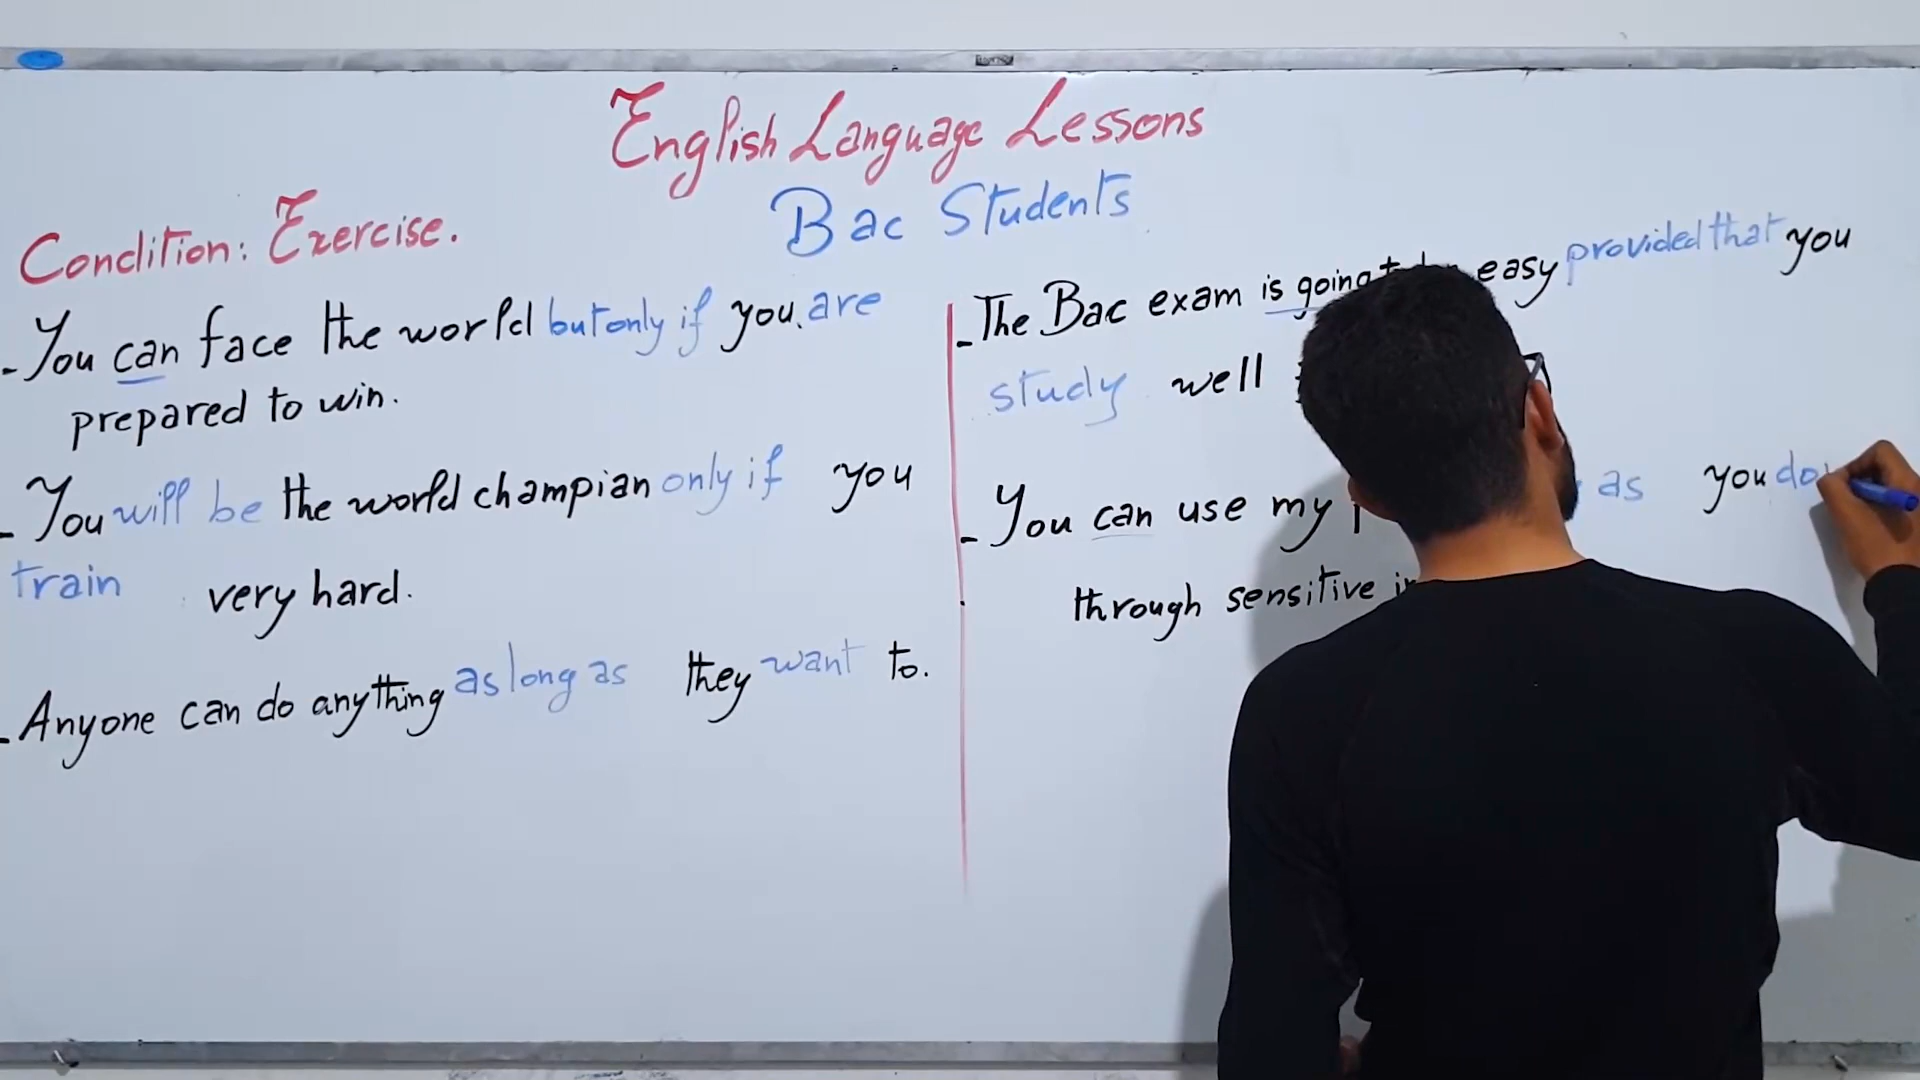 English Language Lessons
Bac Students
Condition: Exercise.
- You can face the world but only if you are
prepared to win.
- You will be the world champian only if you
train very hard.
- Anyone can do anything as long as they want to.
- The Bac exam is going easy provided that you
study well
- You can use my as you
through sensitive